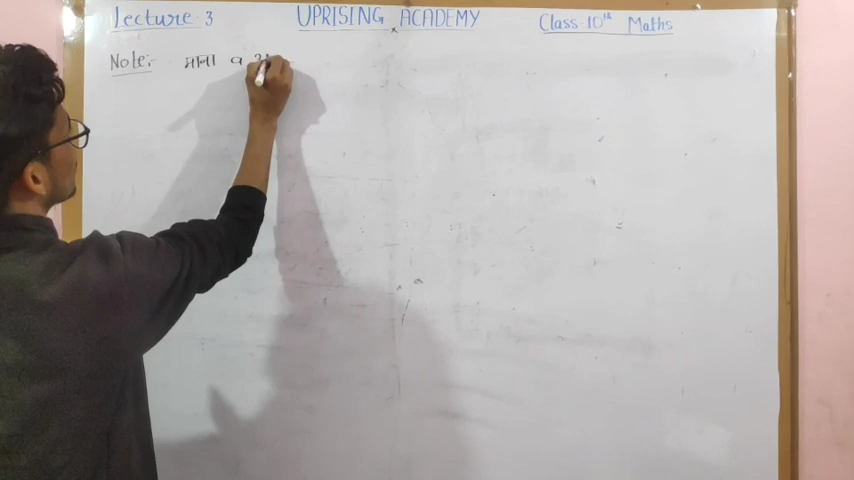 Lecture 3 UPRISING ACADEMY Class-10th Maths
Note:- माना a